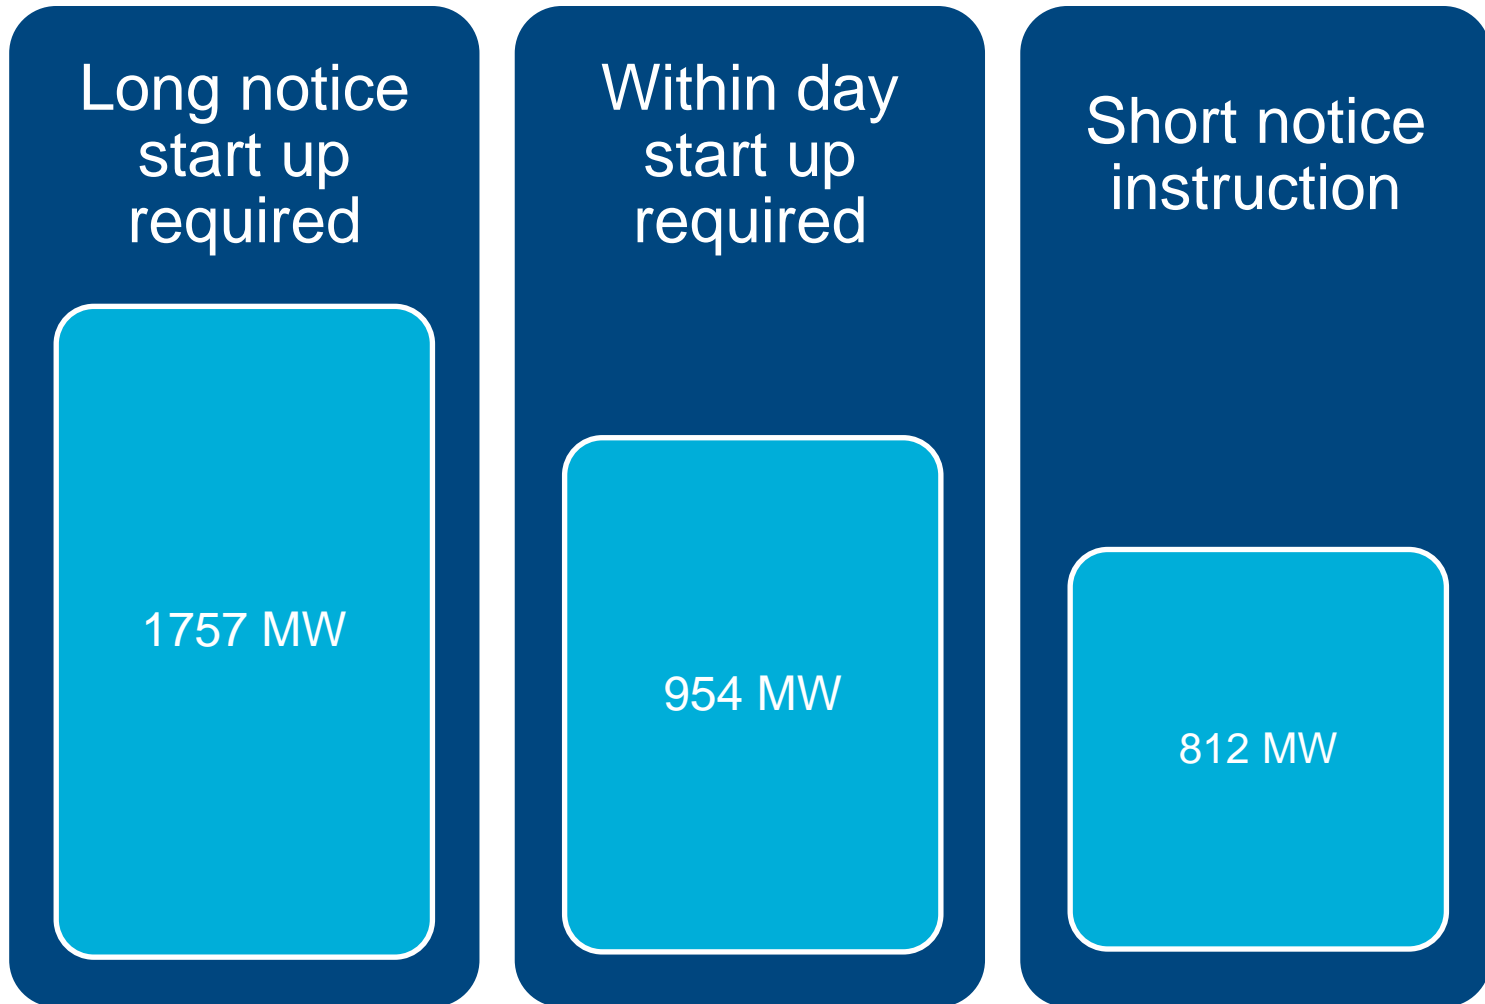 Long notice
start up
required
1757 MW
Within day
start up
required
954 MW
Short notice
instruction
812 MW